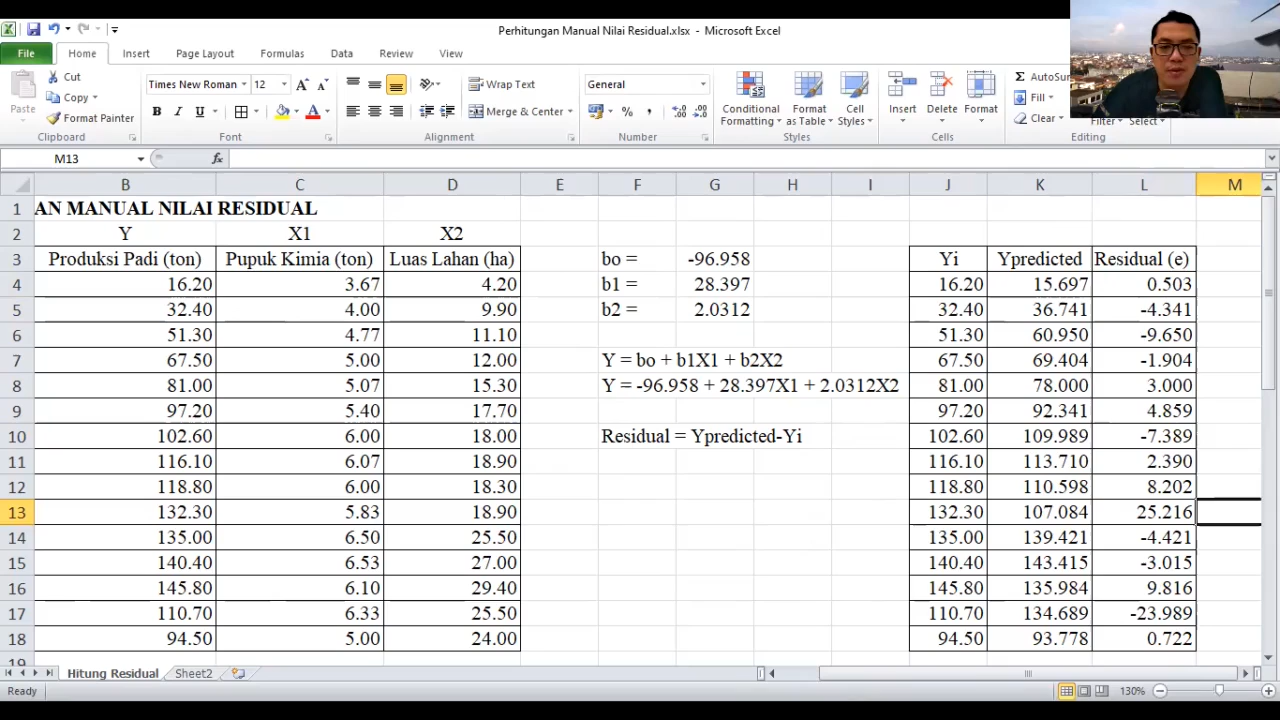 Perhitungan Manual Nilai Residual.xlsx - Microsoft Excel
File Home Insert Page Layout Formulas Data Review View
Cut
Copy
Format Painter
Paste
Clipboard
Times New Roman 12
B I U
Font
Wrap Text
Merge & Center
Alignment
General
Number
Conditional Formatting
Format as Table
Cell Styles
Styles
Insert Delete Format
Cells
AutoSum
Fill
Clear
Filter Select
Editing
M13 fx
B C D E F G H I J K L M
1 AN MANUAL NILAI RESIDUAL
2 Y X1 X2
3 Produksi Padi (ton) Pupuk Kimia (ton) Luas Lahan (ha) bo = -96.958 Yi Ypredicted Residual (e)
4 16.20 3.67 4.20 b1 = 28.397 16.20 15.697 0.503
5 32.40 4.00 9.90 b2 = 2.0312 32.40 36.741 -4.341
6 51.30 4.77 11.10 51.30 60.950 -9.650
7 67.50 5.00 12.00 Y = bo + b1X1 + b2X2 67.50 69.404 -1.904
8 81.00 5.07 15.30 Y = -96.958 + 28.397X1 + 2.0312X2 81.00 78.000 3.000
9 97.20 5.40 17.70 97.20 92.341 4.859
10 102.60 6.00 18.00 Residual = Ypredicted-Yi 102.60 109.989 -7.389
11 116.10 6.07 18.90 116.10 113.710 2.390
12 118.80 6.00 18.30 118.80 110.598 8.202
13 132.30 5.83 18.90 132.30 107.084 25.216
14 135.00 6.50 25.50 135.00 139.421 -4.421
15 140.40 6.53 27.00 140.40 143.415 -3.015
16 145.80 6.10 29.40 145.80 135.984 9.816
17 110.70 6.33 25.50 110.70 134.689 -23.989
18 94.50 5.00 24.00 94.50 93.778 0.722
19
Hitung Residual Sheet2
Ready 130%